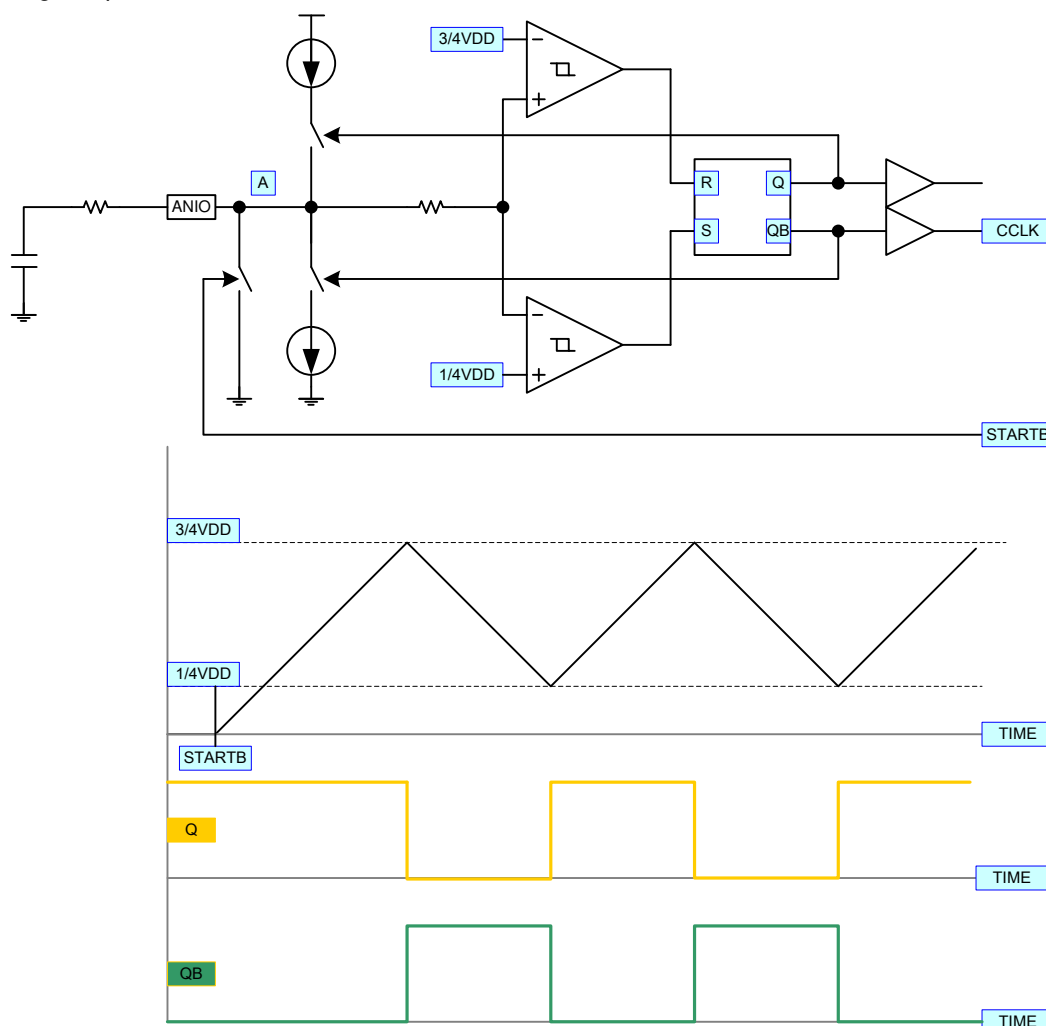 3/4VDD
A
ANIO
R
Q
S
QB
CCLK
1/4VDD
STARTB
3/4VDD
1/4VDD
TIME
STARTB
Q
TIME
QB
TIME